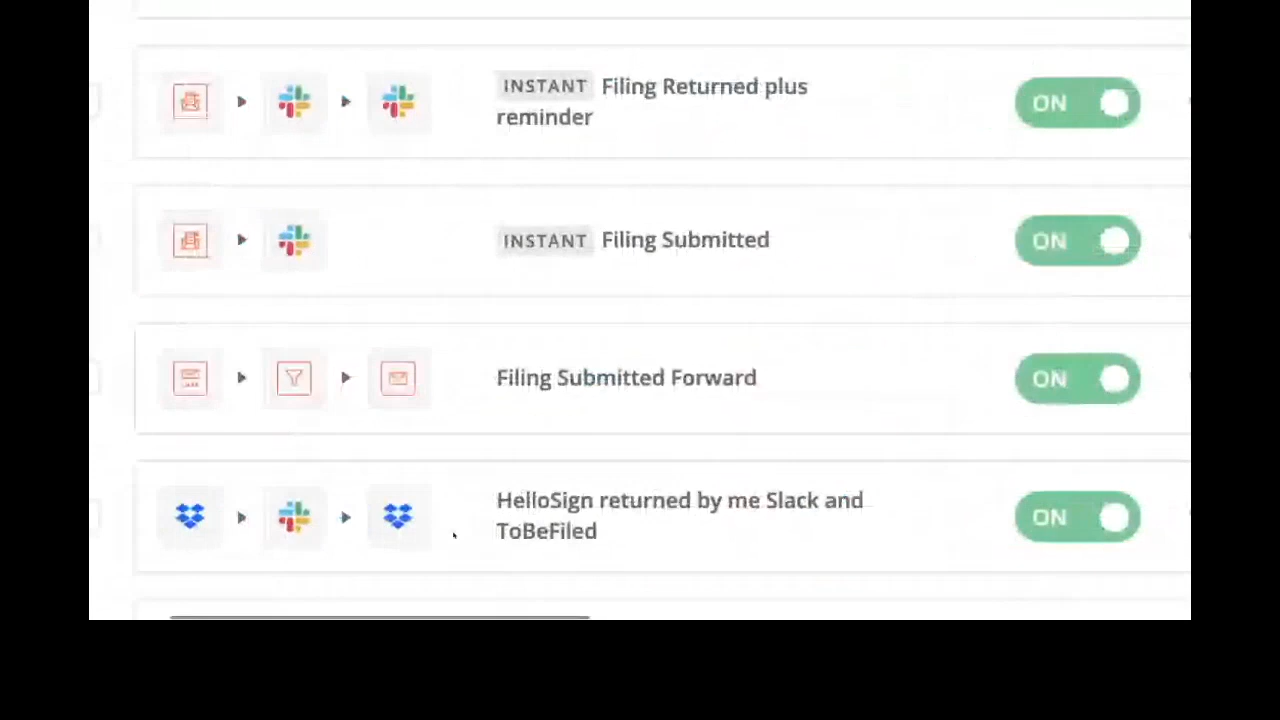 INSTANT Filing Returned plus
reminder
ON
INSTANT Filing Submitted
ON
Filing Submitted Forward
ON
HelloSign returned by me Slack and
ToBeFiled
ON